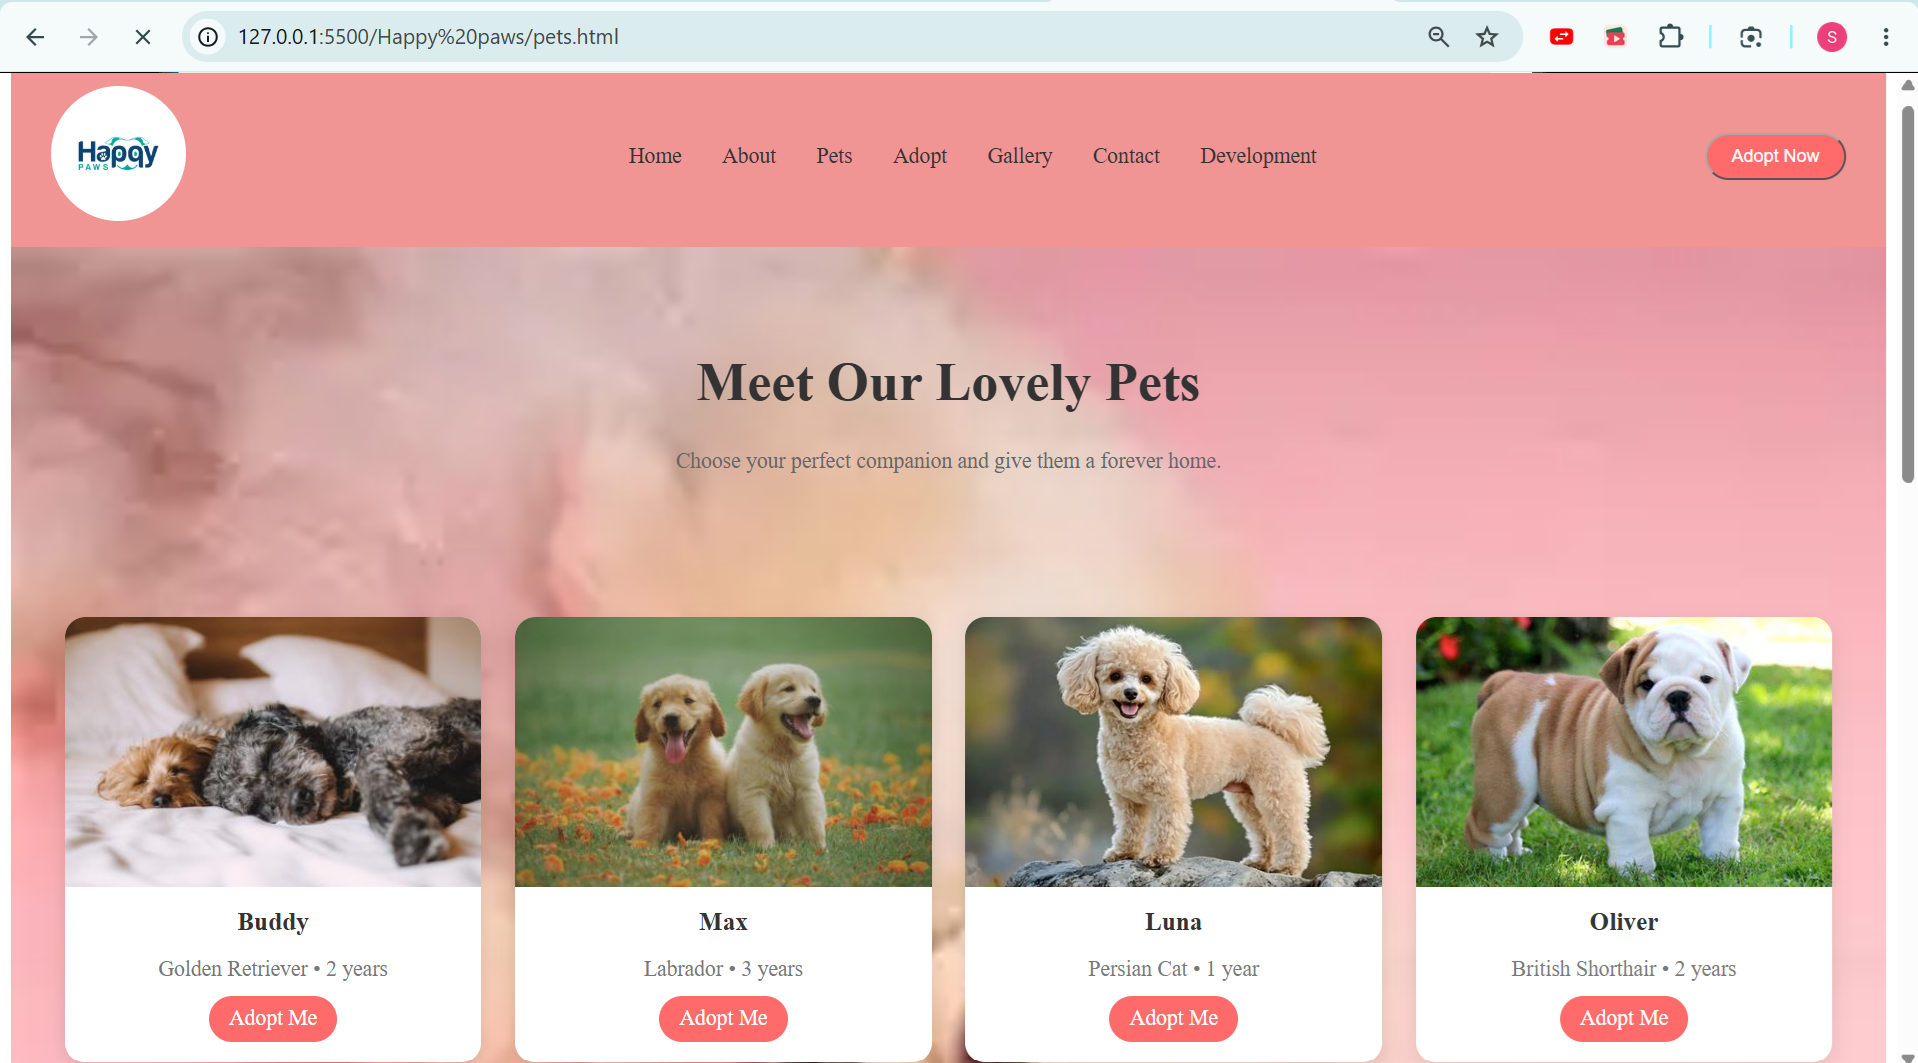 127.0.0.1:5500/Happy%20paws/pets.html
S
Happy
PAWS
Home About Pets Adopt Gallery Contact Development
Adopt Now
Meet Our Lovely Pets
Choose your perfect companion and give them a forever home.
Buddy
Golden Retriever • 2 years
Adopt Me
Max
Labrador • 3 years
Adopt Me
Luna
Persian Cat • 1 year
Adopt Me
Oliver
British Shorthair • 2 years
Adopt Me